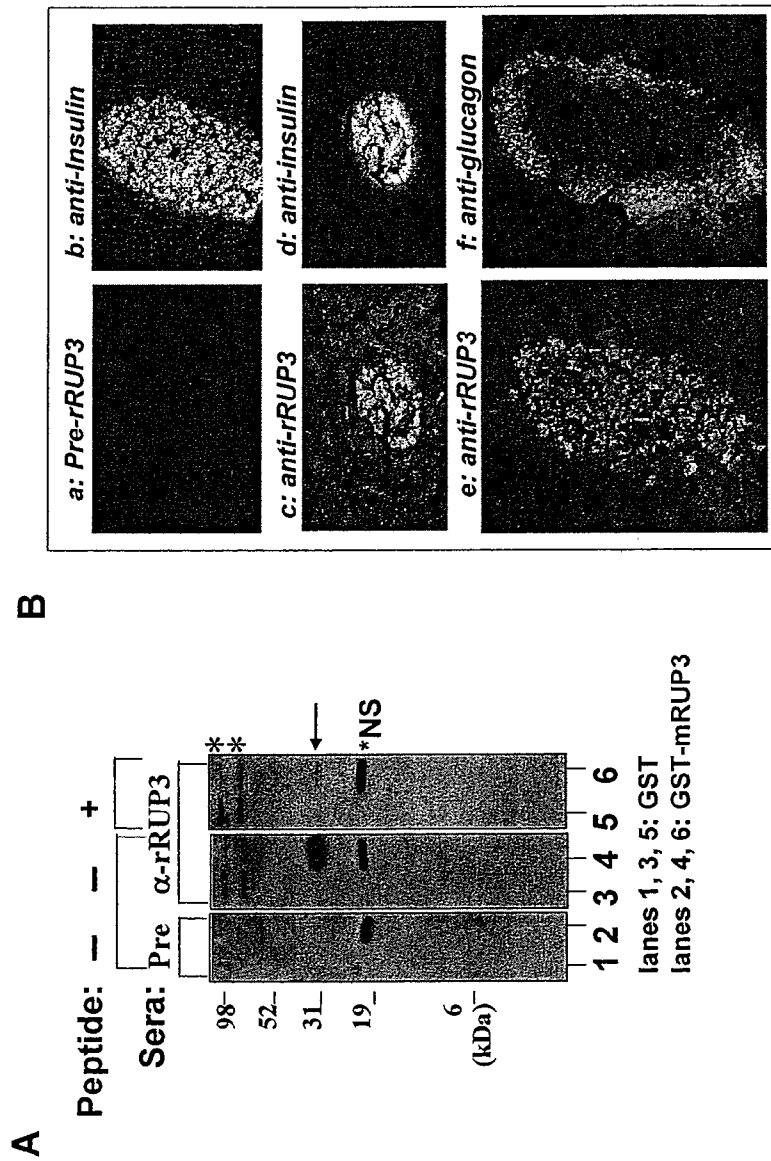 A
Peptide: – – +
Sera: Pre α-rRUP3
98–
52–
31–
19–
6–
(kDa)
*
*
*NS
1 2 3 4 5 6
lanes 1, 3, 5: GST
lanes 2, 4, 6: GST-mRUP3
B
a: Pre-rRUP3
b: anti-Insulin
c: anti-rRUP3
d: anti-insulin
e: anti-rRUP3
f: anti-glucagon